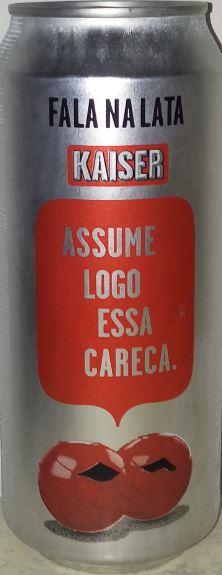 FALA NA LATA
KAISER
ASSUME
LOGO
ESSA
CARECA.